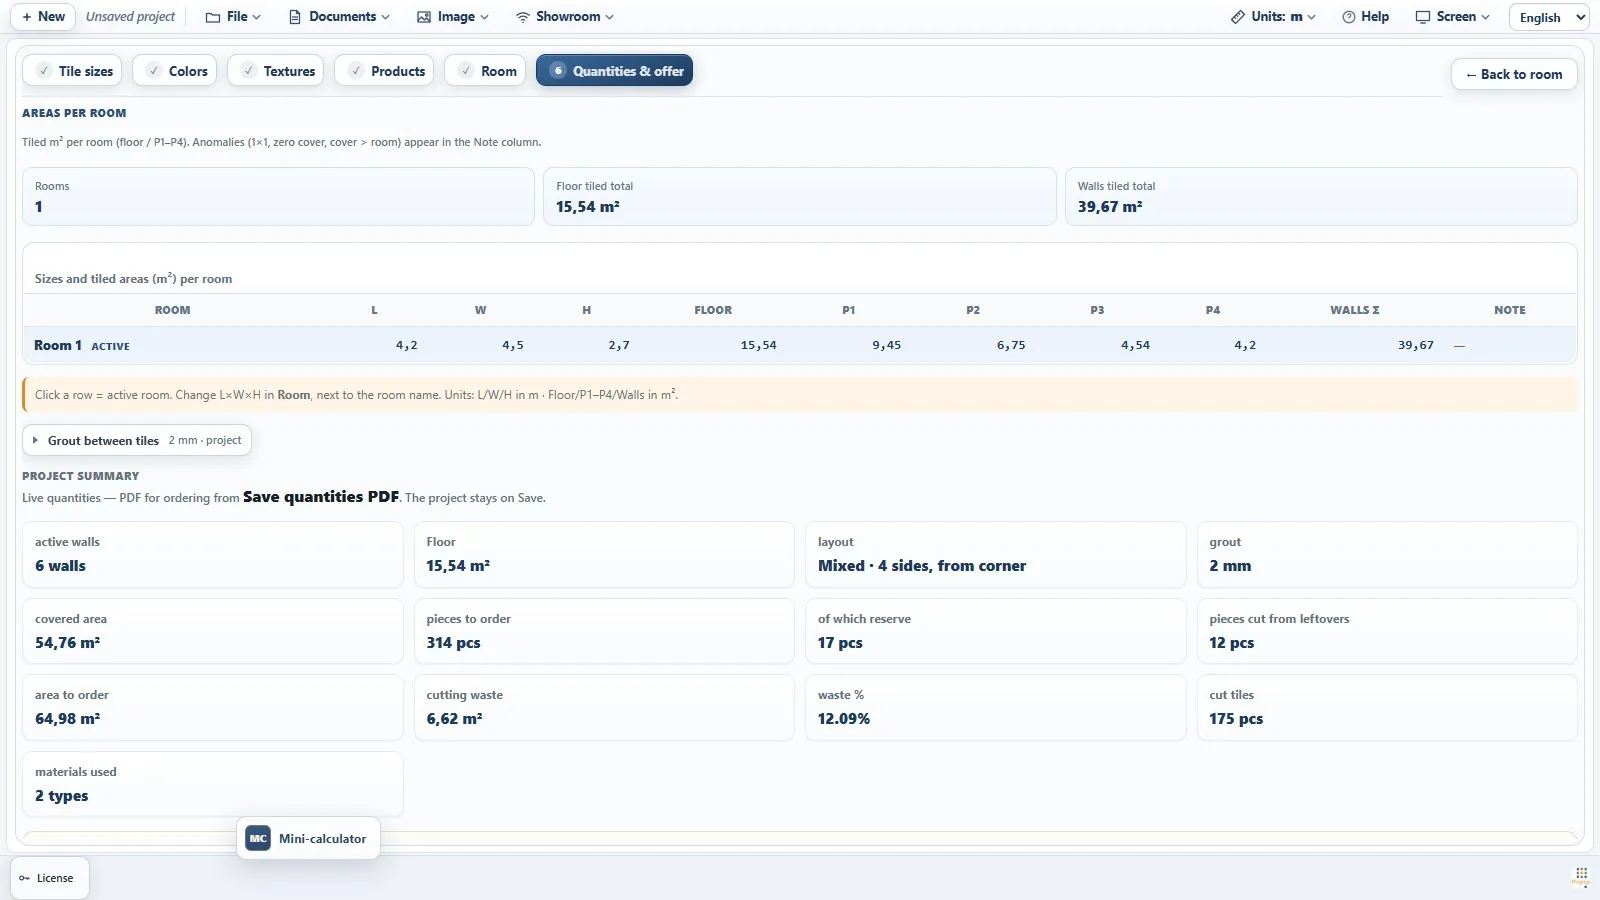 + New
Unsaved project
File
Documents
Image
Showroom
Units: m
Help
Screen
English
✓ Tile sizes
✓ Colors
✓ Textures
✓ Products
✓ Room
6 Quantities & offer
← Back to room
AREAS PER ROOM
Tiled m² per room (floor / P1–P4). Anomalies (1×1, zero cover, cover > room) appear in the Note column.
Rooms
1
Floor tiled total
15,54 m²
Walls tiled total
39,67 m²
Sizes and tiled areas (m²) per room
ROOM L W H FLOOR P1 P2 P3 P4 WALLS Σ NOTE
Room 1 ACTIVE 4,2 4,5 2,7 15,54 9,45 6,75 4,54 4,2 39,67 —
Click a row = active room. Change L×W×H in Room, next to the room name. Units: L/W/H in m · Floor/P1–P4/Walls in m².
Grout between tiles 2 mm · project
PROJECT SUMMARY
Live quantities — PDF for ordering from Save quantities PDF. The project stays on Save.
active walls
6 walls
Floor
15,54 m²
layout
Mixed · 4 sides, from corner
grout
2 mm
covered area
54,76 m²
pieces to order
314 pcs
of which reserve
17 pcs
pieces cut from leftovers
12 pcs
area to order
64,98 m²
cutting waste
6,62 m²
waste %
12.09%
cut tiles
175 pcs
materials used
2 types
MC Mini-calculator
License